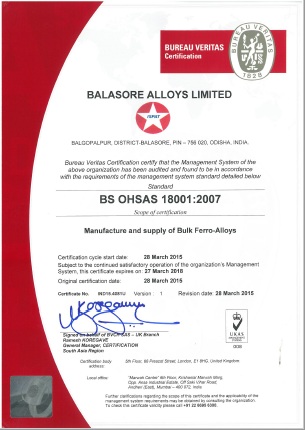 BUREAU VERITAS
Certification
BUREAU VERITAS
1828
BALASORE ALLOYS LIMITED
ISPAT
BALGOPALPUR, DISTRICT-BALASORE, PIN – 756 020, ODISHA, INDIA.
Bureau Veritas Certification certify that the Management System of the
above organization has been audited and found to be in accordance
with the requirements of the management system standard detailed below
Standard
BS OHSAS 18001:2007
Scope of certification
Manufacture and supply of Bulk Ferro-Alloys
Certification cycle start date: 28 March 2015
Subject to the continued satisfactory operation of the organization's Management
System, this certificate expires on: 27 March 2018
Original certification date: 28 March 2015
Certificate No. Version : 1 Revision date: 28 March 2015
Signed on behalf of BVCH SAS – UK Branch
Ramesh KOREGAVE
General Manager, CERTIFICATION
South Asia Region
UKAS
MANAGEMENT
SYSTEMS
008
Certification body
address:
5th Floor, 66 Prescot Street, London, E1 8HG, United Kingdom
Local office:
"Marwah Centre" 6th Floor, Krishanlal Marwah Marg,
Opp. Ansa Industrial Estate, Off Saki Vihar Road,
Andheri (East), Mumbai – 400 072, India
Further clarifications regarding the scope of this certificate and the applicability of the
management system requirements may be obtained by consulting the organization.
To check this certificate validity please call